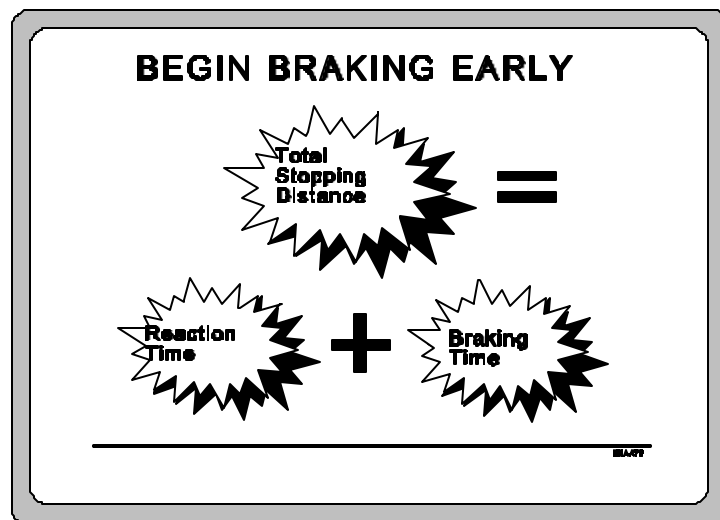 BEGIN BRAKING EARLY
Total
Stopping
Distance
=
Reaction
Time
+
Braking
Time